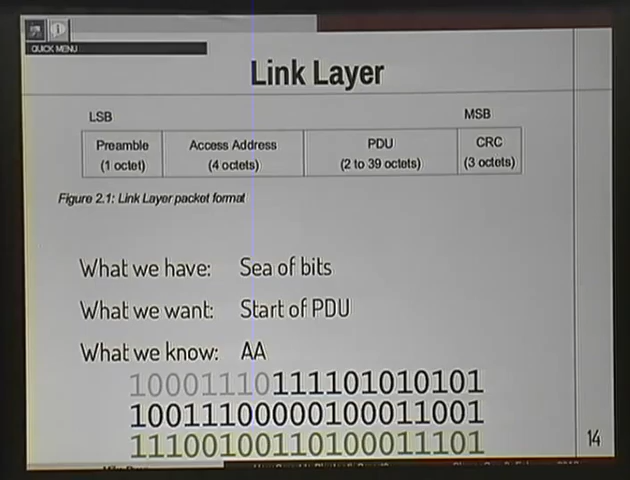 QUICK MENU
Link Layer
LSB MSB
Preamble Access Address PDU CRC
(1 octet) (4 octets) (2 to 39 octets) (3 octets)
Figure 2.1: Link Layer packet format
What we have: Sea of bits
What we want: Start of PDU
What we know: AA
10001110111101010101
10011100000100011001
11100100110100011101
14